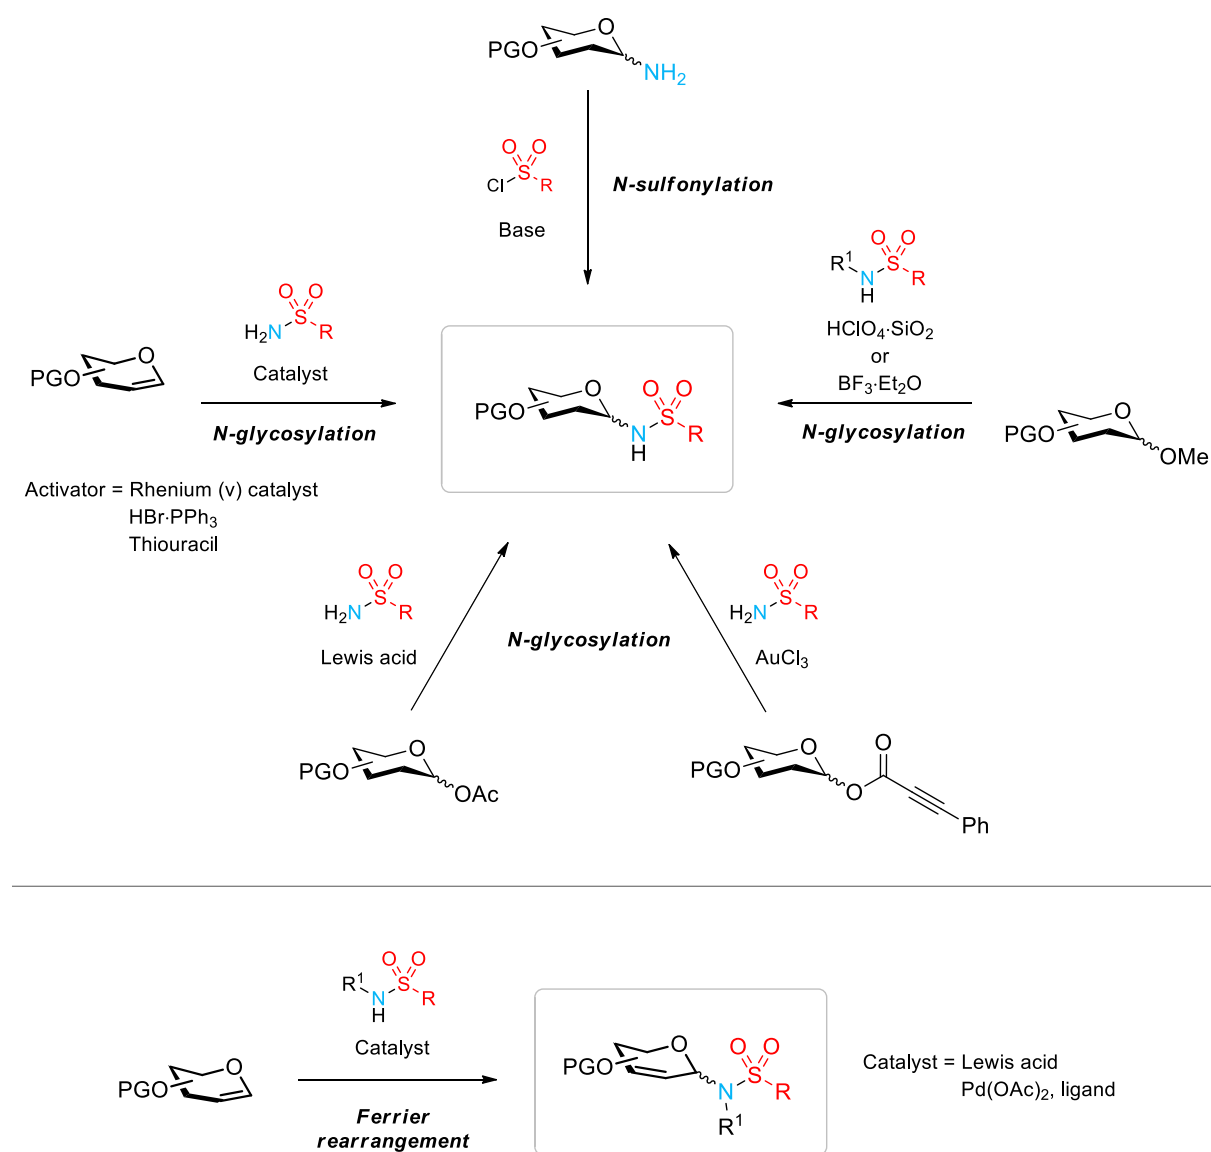 O
PGO
NH2
O O
S
Cl R
N-sulfonylation
Base
O O
R1 S
N R
H
HClO4·SiO2
or
BF3·Et2O
N-glycosylation
O
PGO
OMe
O O
S
H2N R
Catalyst
O
PGO
N-glycosylation
Activator = Rhenium (v) catalyst
HBr·PPh3
Thiouracil
O O O
PGO S
N R
H
O O
S
H2N R
Lewis acid
N-glycosylation
O O
S
H2N R
AuCl3
O
PGO
OAc
O O
PGO
O
Ph
O O
R1 S
N R
H
Catalyst
O
PGO
Ferrier
rearrangement
O O O
PGO S
N R
R1
Catalyst = Lewis acid
Pd(OAc)2, ligand